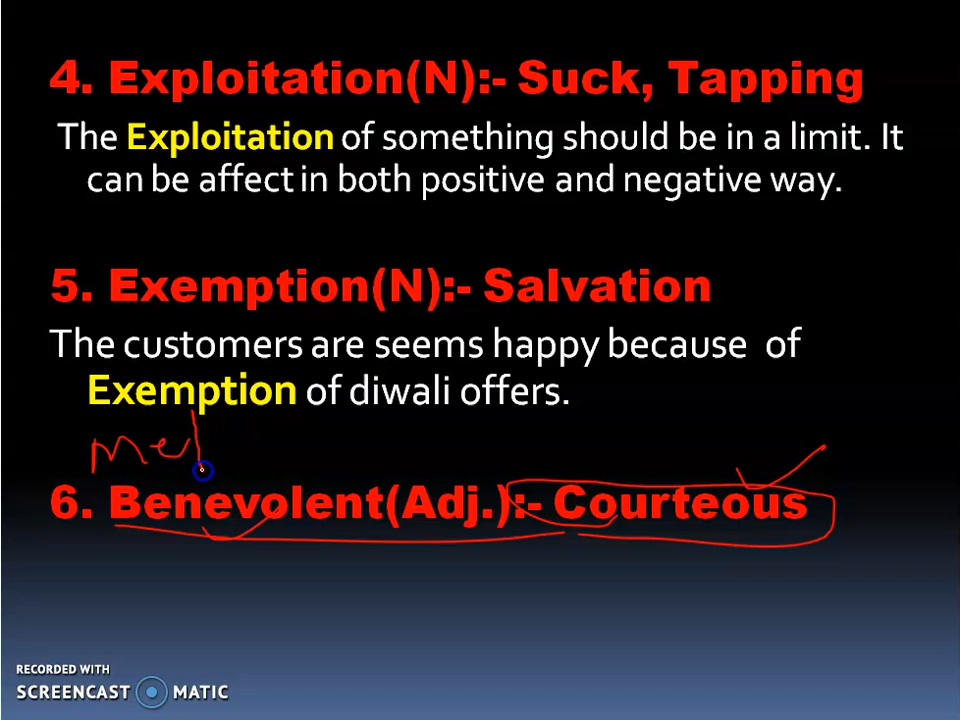 4. Exploitation(N):- Suck, Tapping
The Exploitation of something should be in a limit. It
can be affect in both positive and negative way.
5. Exemption(N):- Salvation
The customers are seems happy because of
Exemption of diwali offers.
mel
6. Benevolent(Adj.):- Courteous
RECORDED WITH
SCREENCAST MATIC